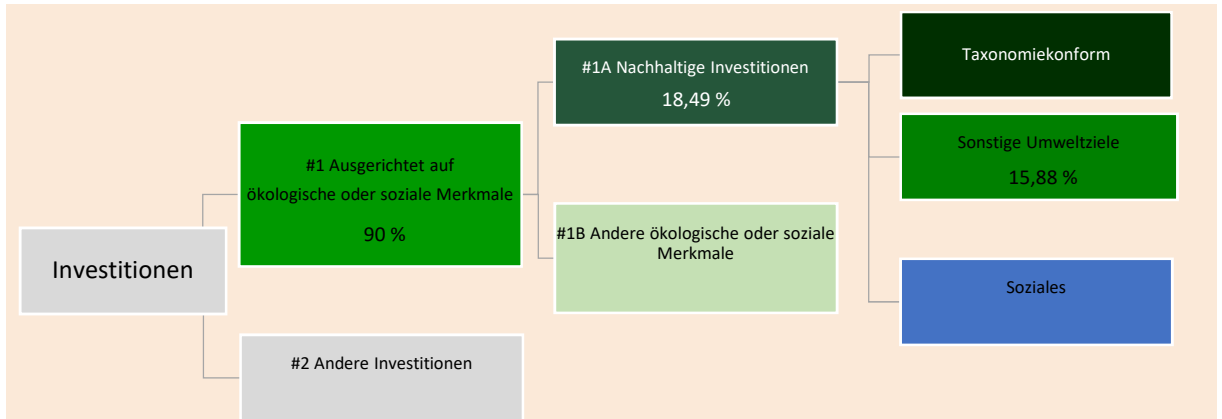 Investitionen
#1 Ausgerichtet auf
ökologische oder soziale Merkmale
90 %
#2 Andere Investitionen
#1A Nachhaltige Investitionen
18,49 %
#1B Andere ökologische oder soziale
Merkmale
Taxonomiekonform
Sonstige Umweltziele
15,88 %
Soziales